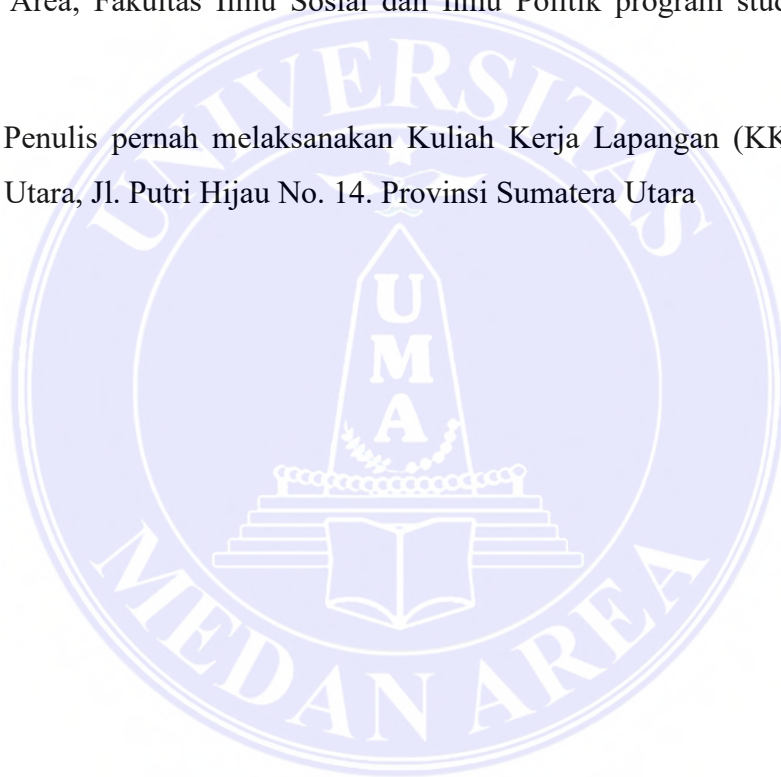 Area, Fakultas Ilmu Sosial dan Ilmu Politik program stud
Penulis pernah melaksanakan Kuliah Kerja Lapangan (KK
Utara, Jl. Putri Hijau No. 14. Provinsi Sumatera Utara
UNIVERSITAS
U
M
A
MEDAN AREA